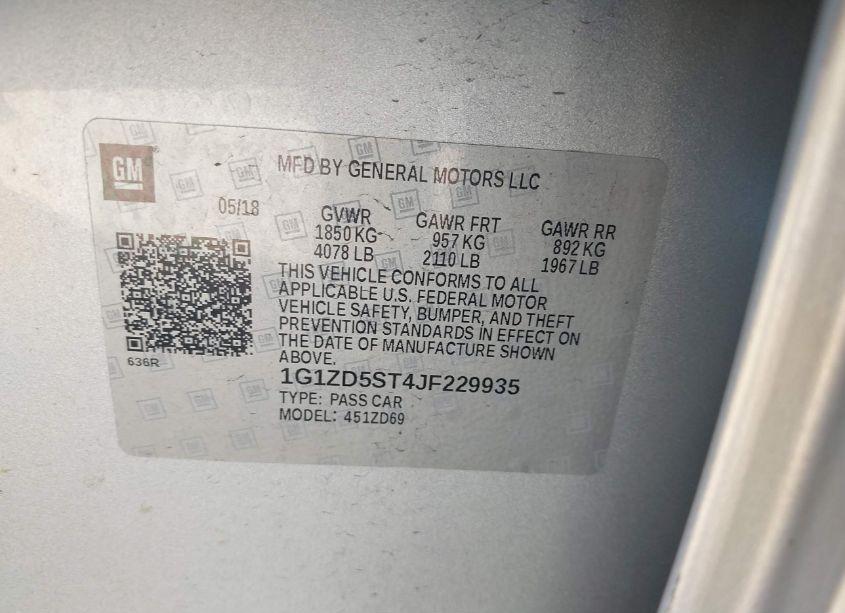 GM
MFD BY GENERAL MOTORS LLC
05/18
GVWR GAWR FRT GAWR RR
1850 KG 957 KG 892 KG
4078 LB 2110 LB 1967 LB
THIS VEHICLE CONFORMS TO ALL
APPLICABLE U.S. FEDERAL MOTOR
VEHICLE SAFETY, BUMPER, AND THEFT
PREVENTION STANDARDS IN EFFECT ON
THE DATE OF MANUFACTURE SHOWN
ABOVE.
636R
1G1ZD5ST4JF229935
TYPE: PASS CAR
MODEL: 451ZD69